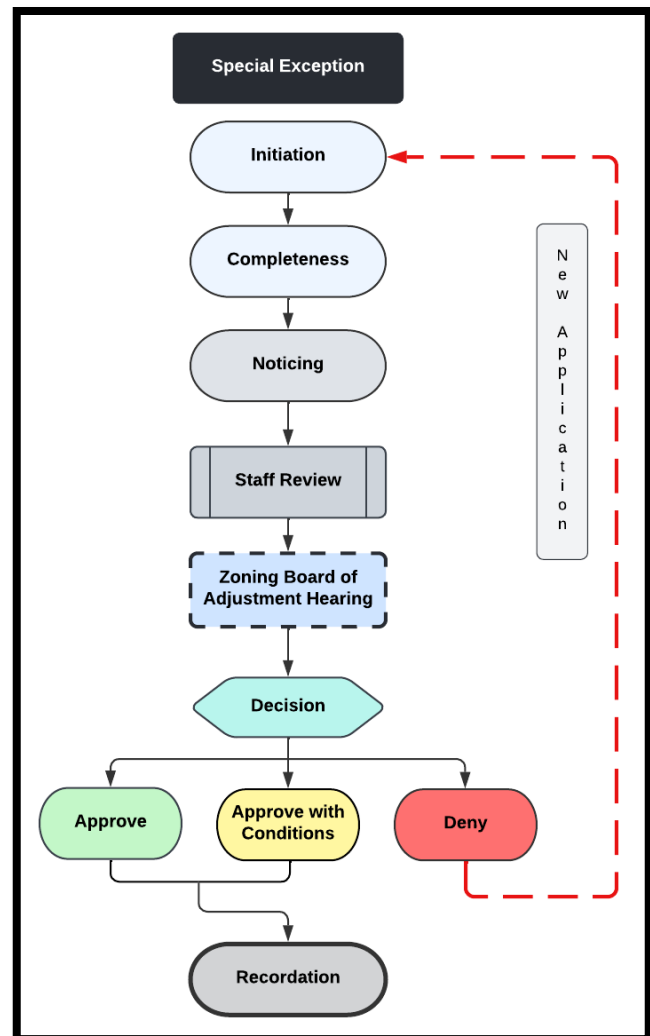 Special Exception
Initiation
Completeness
Noticing
Staff Review
Zoning Board of
Adjustment Hearing
Decision
Approve
Approve with
Conditions
Deny
Recordation
New Application